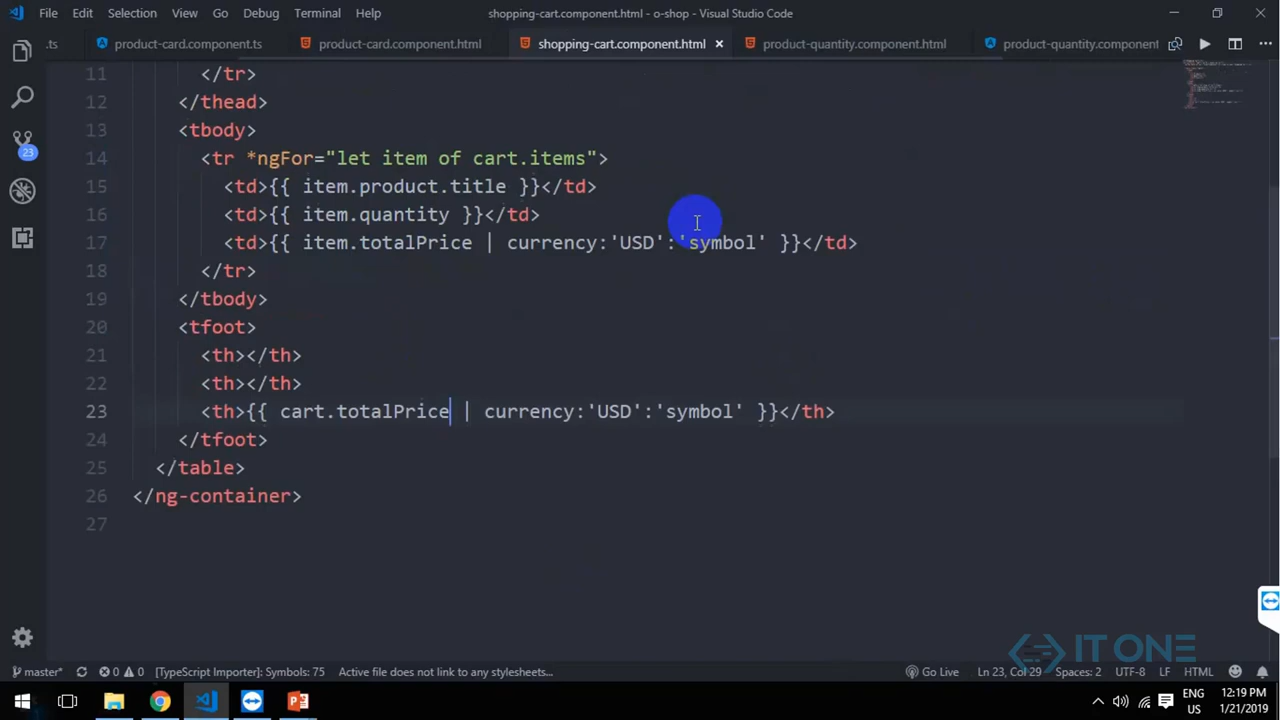 File Edit Selection View Go Debug Terminal Help
shopping-cart.component.html - o-shop - Visual Studio Code
.ts product-card.component.ts product-card.component.html shopping-cart.component.html × product-quantity.component.html product-quantity.component
11 </tr>
12 </thead>
13 <tbody>
14 <tr *ngFor="let item of cart.items">
15 <td>{{ item.product.title }}</td>
16 <td>{{ item.quantity }}</td>
17 <td>{{ item.totalPrice | currency:'USD':'symbol' }}</td>
18 </tr>
19 </tbody>
20 <tfoot>
21 <th></th>
22 <th></th>
23 <th>{{ cart.totalPrice | currency:'USD':'symbol' }}</th>
24 </tfoot>
25 </table>
26 </ng-container>
27
23
IT ONE
master* 0 0 [TypeScript Importer]: Symbols: 75 Active file does not link to any stylesheets... Go Live Ln 23, Col 29 Spaces: 2 UTF-8 LF HTML
ENG 12:19 PM
US 1/21/2019